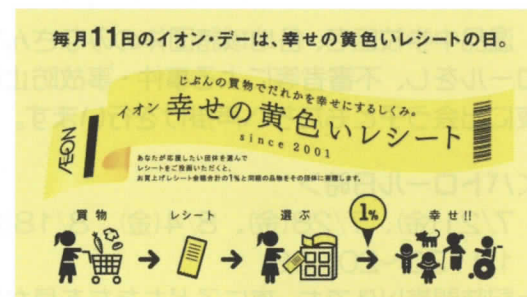 毎月11日のイオン・デーは、幸せの黄色いレシートの日。
じぶんの買物でだれかを幸せにするしくみ。
イオン 幸せの黄色いレシート
since 2001
AEON
あなたが応援したい団体を選んで
レシートをご投函いただくと、
お買上げレシート金額合計の1%と同額の品物をその団体に寄贈します。
買物 → レシート → 選ぶ → 1% 幸せ!!